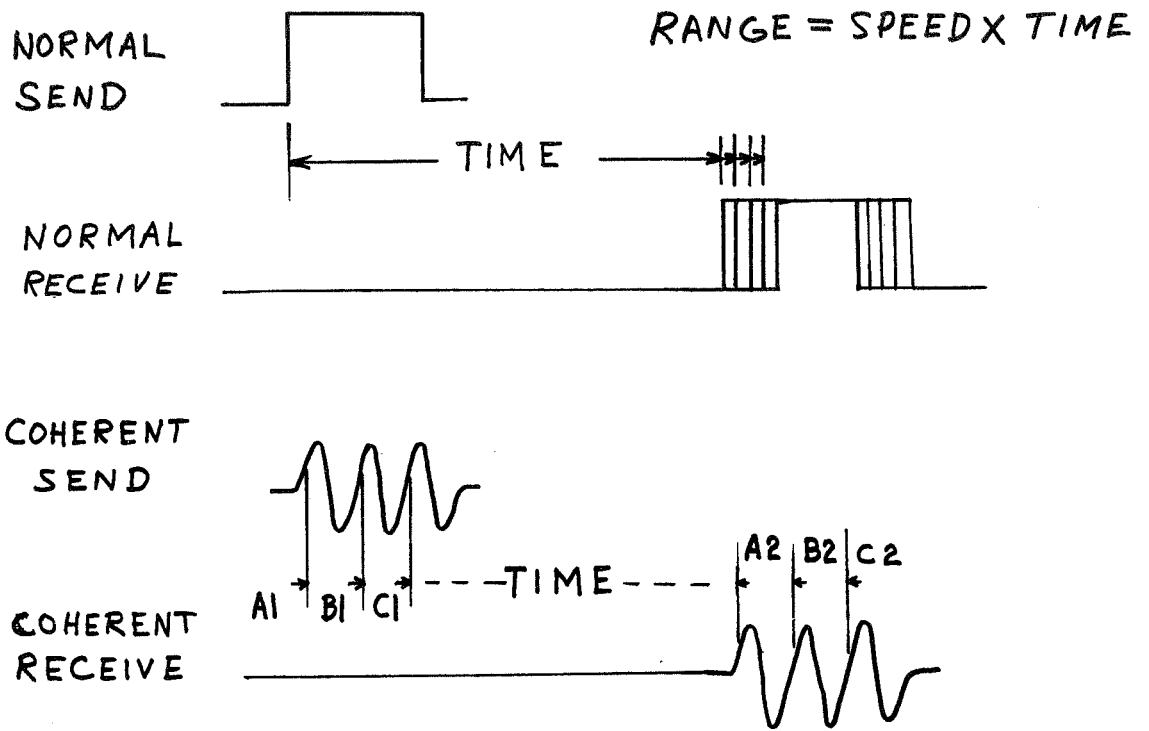 RANGE = SPEED X TIME
NORMAL
SEND
TIME
NORMAL
RECEIVE
COHERENT
SEND
A1 B1 C1
TIME
A2 B2 C2
COHERENT
RECEIVE